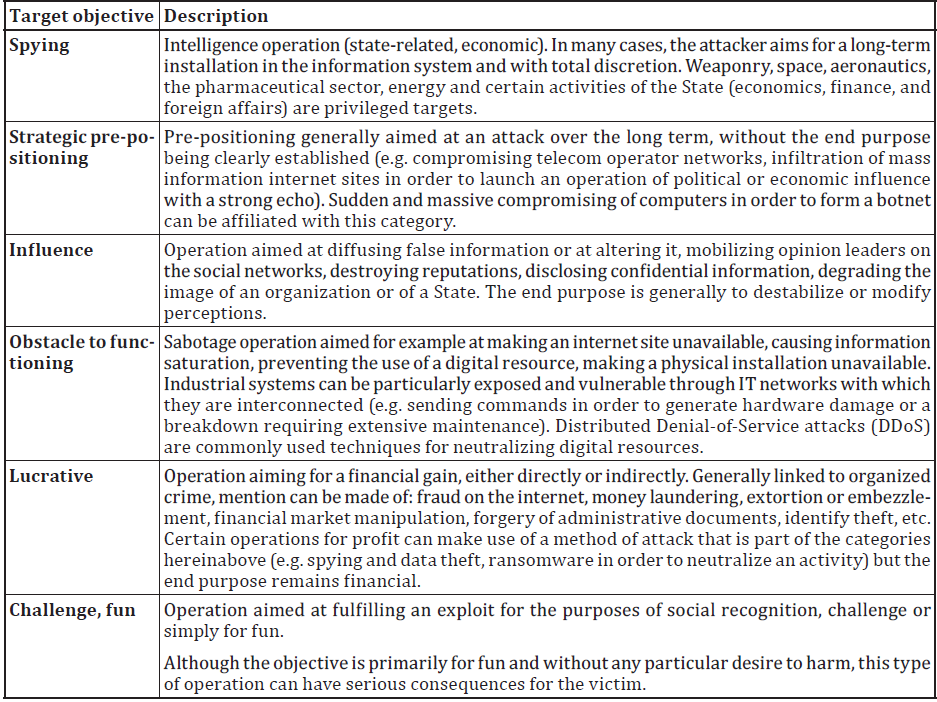 Target objective Description
Spying Intelligence operation (state-related, economic). In many cases, the attacker aims for a long-term
installation in the information system and with total discretion. Weaponry, space, aeronautics,
the pharmaceutical sector, energy and certain activities of the State (economics, finance, and
foreign affairs) are privileged targets.
Strategic pre-po- Pre-positioning generally aimed at an attack over the long term, without the end purpose
sitioning being clearly established (e.g. compromising telecom operator networks, infiltration of mass
information internet sites in order to launch an operation of political or economic influence
with a strong echo). Sudden and massive compromising of computers in order to form a botnet
can be affiliated with this category.
Influence Operation aimed at diffusing false information or at altering it, mobilizing opinion leaders on
the social networks, destroying reputations, disclosing confidential information, degrading the
image of an organization or of a State. The end purpose is generally to destabilize or modify
perceptions.
Obstacle to func- Sabotage operation aimed for example at making an internet site unavailable, causing information
tioning saturation, preventing the use of a digital resource, making a physical installation unavailable.
Industrial systems can be particularly exposed and vulnerable through IT networks with which
they are interconnected (e.g. sending commands in order to generate hardware damage or a
breakdown requiring extensive maintenance). Distributed Denial-of-Service attacks (DDoS)
are commonly used techniques for neutralizing digital resources.
Lucrative Operation aiming for a financial gain, either directly or indirectly. Generally linked to organized
crime, mention can be made of: fraud on the internet, money laundering, extortion or embezzle-
ment, financial market manipulation, forgery of administrative documents, identify theft, etc.
Certain operations for profit can make use of a method of attack that is part of the categories
hereinabove (e.g. spying and data theft, ransomware in order to neutralize an activity) but the
end purpose remains financial.
Challenge, fun Operation aimed at fulfilling an exploit for the purposes of social recognition, challenge or
simply for fun.
Although the objective is primarily for fun and without any particular desire to harm, this type
of operation can have serious consequences for the victim.